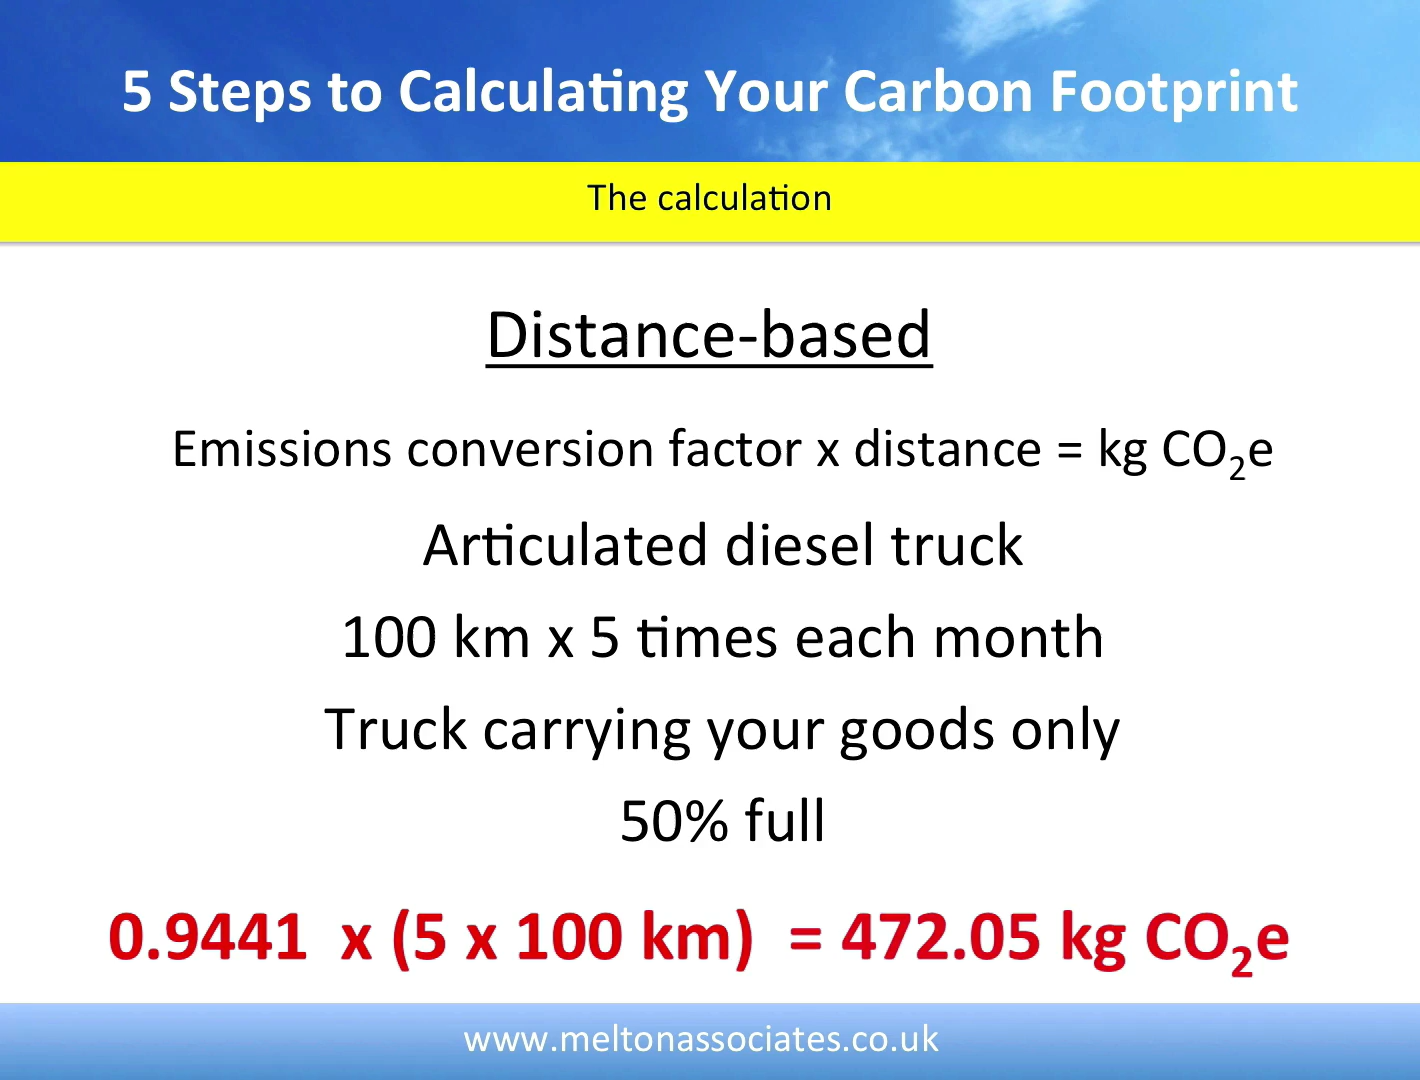 5 Steps to Calculating Your Carbon Footprint
The calculation
Distance-based
Emissions conversion factor x distance = kg CO₂e
Articulated diesel truck
100 km x 5 times each month
Truck carrying your goods only
50% full
0.9441 x (5 x 100 km) = 472.05 kg CO₂e
www.meltonassociates.co.uk